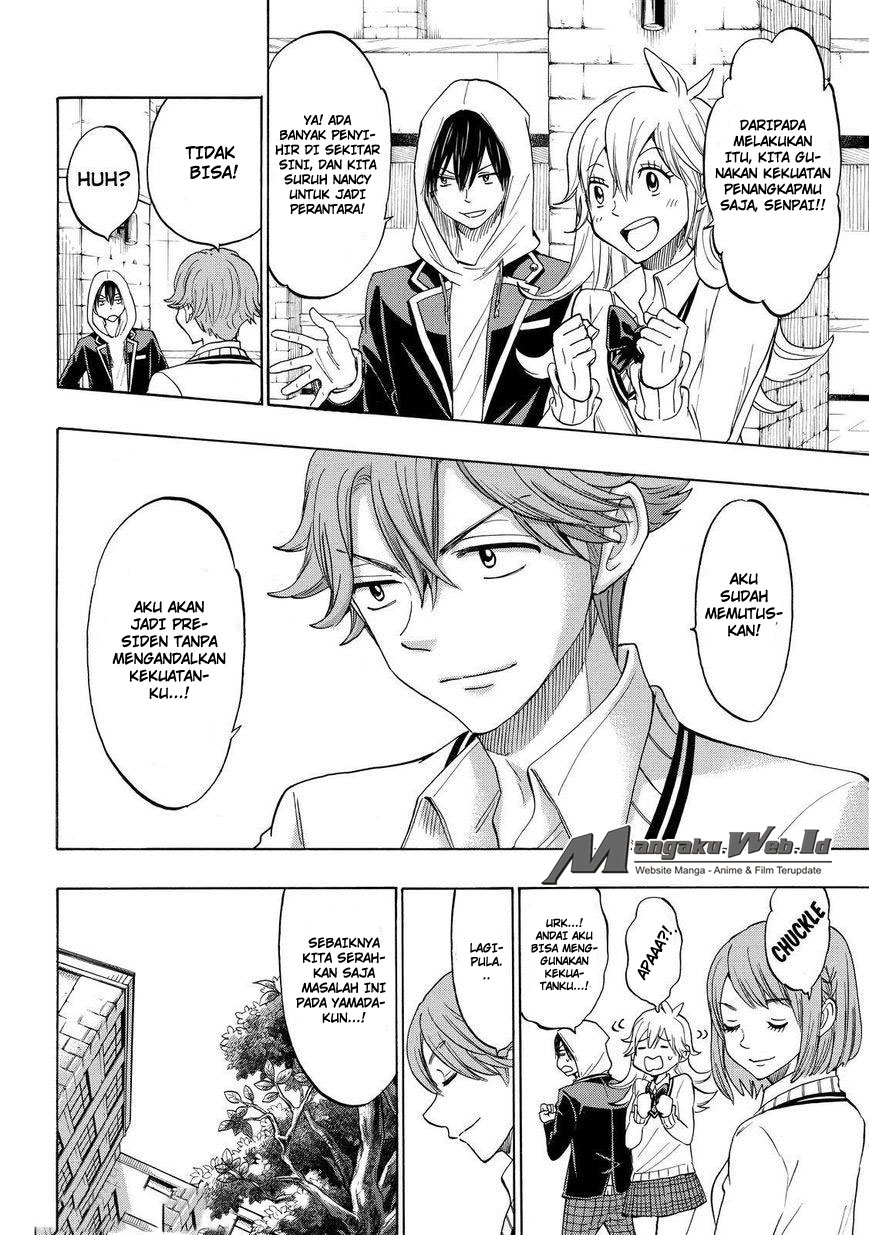 DARIPADA
MELAKUKAN
ITU, KITA GU-
NAKAN KEKUATAN
PENANGKAPMU
SAJA, SENPAI!!
YA! ADA
BANYAK PENYI-
HIR DI SEKITAR
SINI, DAN KITA
SURUH NANCY
UNTUK JADI
PERANTARA!
TIDAK
BISA!
HUH?
AKU
SUDAH
MEMUTUS-
KAN!
AKU AKAN
JADI PRE-
SIDEN TANPA
MENGANDALKAN
KEKUATAN-
KU...!
Mangaku.Web.Id
Website Manga - Anime & Film Terupdate
CHUCKLE
APAAA?!
URK...!
ANDAI AKU
BISA MENG-
GUNAKAN
KEKUA-
TANKU...!
LAGI-
PULA.
..
SEBAIKNYA
KITA SERAH-
KAN SAJA
MASALAH INI
PADA YAMADA-
KUN...!